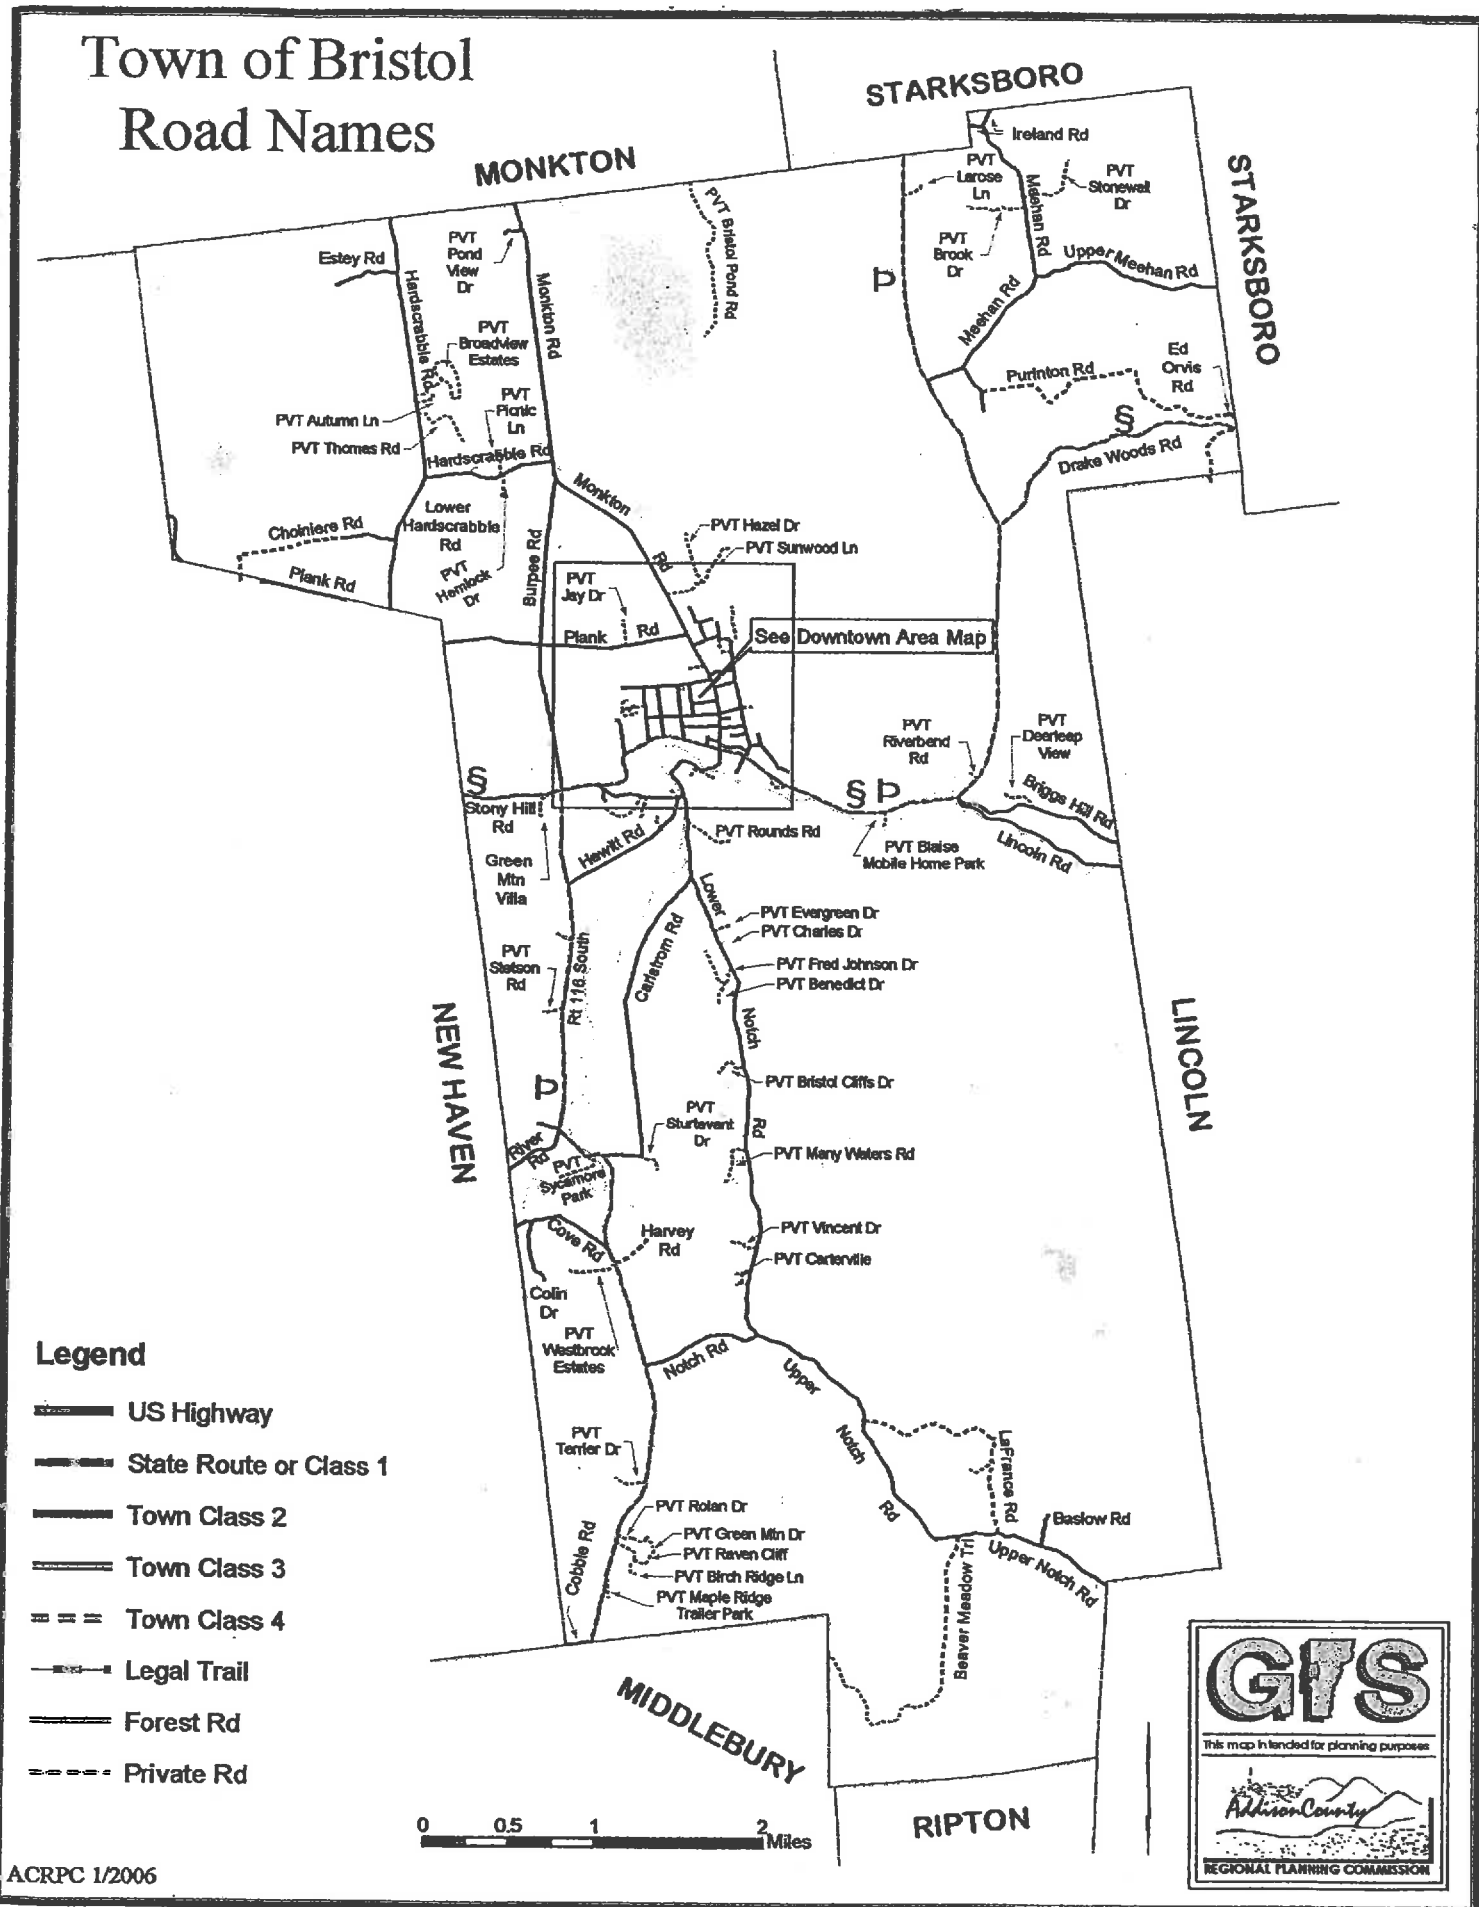 Town of Bristol
Road Names
STARKSBORO
MONKTON
Ireland Rd
PVT
Larose
Ln
PVT
Stonewall
Dr
Meehan Rd
STARKSBORO
PVT Bristol Pond Rd
Estey Rd
PVT
Pond
View
Dr
PVT
Brook
Dr
Upper Meehan Rd
Hardscrabble Rd
Monkton Rd
Meehan Rd
PVT
Broadview
Estates
Purinton Rd
Ed
Orvis
Rd
PVT
Picnic
Ln
PVT Autumn Ln
PVT Thomas Rd
Hardscrabble Rd
Drake Woods Rd
§
Monkton
Rd
Lower
Hardscrabble
Rd
Choiniere Rd
PVT Hazel Dr
PVT Sunwood Ln
Plank Rd
PVT
Hemlock
Dr
Burpee Rd
PVT
Jay Dr
Plank Rd
See Downtown Area Map
PVT
Riverbend
Rd
PVT
Deerleap
View
§
Stony Hill
Rd
§
Briggs Hill Rd
Lincoln Rd
PVT Blaise
Mobile Home Park
Green
Mtn
Villa
Hewitt Rd
PVT Rounds Rd
Lower
Notch
Rd
PVT Evergreen Dr
PVT Charles Dr
PVT
Stetson
Rd
Rt 116 South
Carlstrom Rd
PVT Fred Johnson Dr
PVT Benedict Dr
NEW HAVEN
LINCOLN
PVT Bristol Cliffs Dr
PVT
Sturtevant
Dr
River
Rd
PVT
Sycamore
Park
PVT Many Waters Rd
Cove Rd
Harvey
Rd
PVT Vincent Dr
PVT Carterville
Colin
Dr
PVT
Westbrook
Estates
Notch Rd
Upper
Notch
Rd
PVT
Terrier Dr
LaFrance Rd
Baslow Rd
PVT Rolan Dr
PVT Green Mtn Dr
PVT Raven Cliff
PVT Birch Ridge Ln
PVT Maple Ridge
Trailer Park
Cobble Rd
Beaver Meadow Trl
Upper Notch Rd
MIDDLEBURY
RIPTON
Legend
US Highway
State Route or Class 1
Town Class 2
Town Class 3
Town Class 4
Legal Trail
Forest Rd
Private Rd
0 0.5 1 2
Miles
ACRPC 1/2006
GIS
This map intended for planning purposes
Addison County
REGIONAL PLANNING COMMISSION